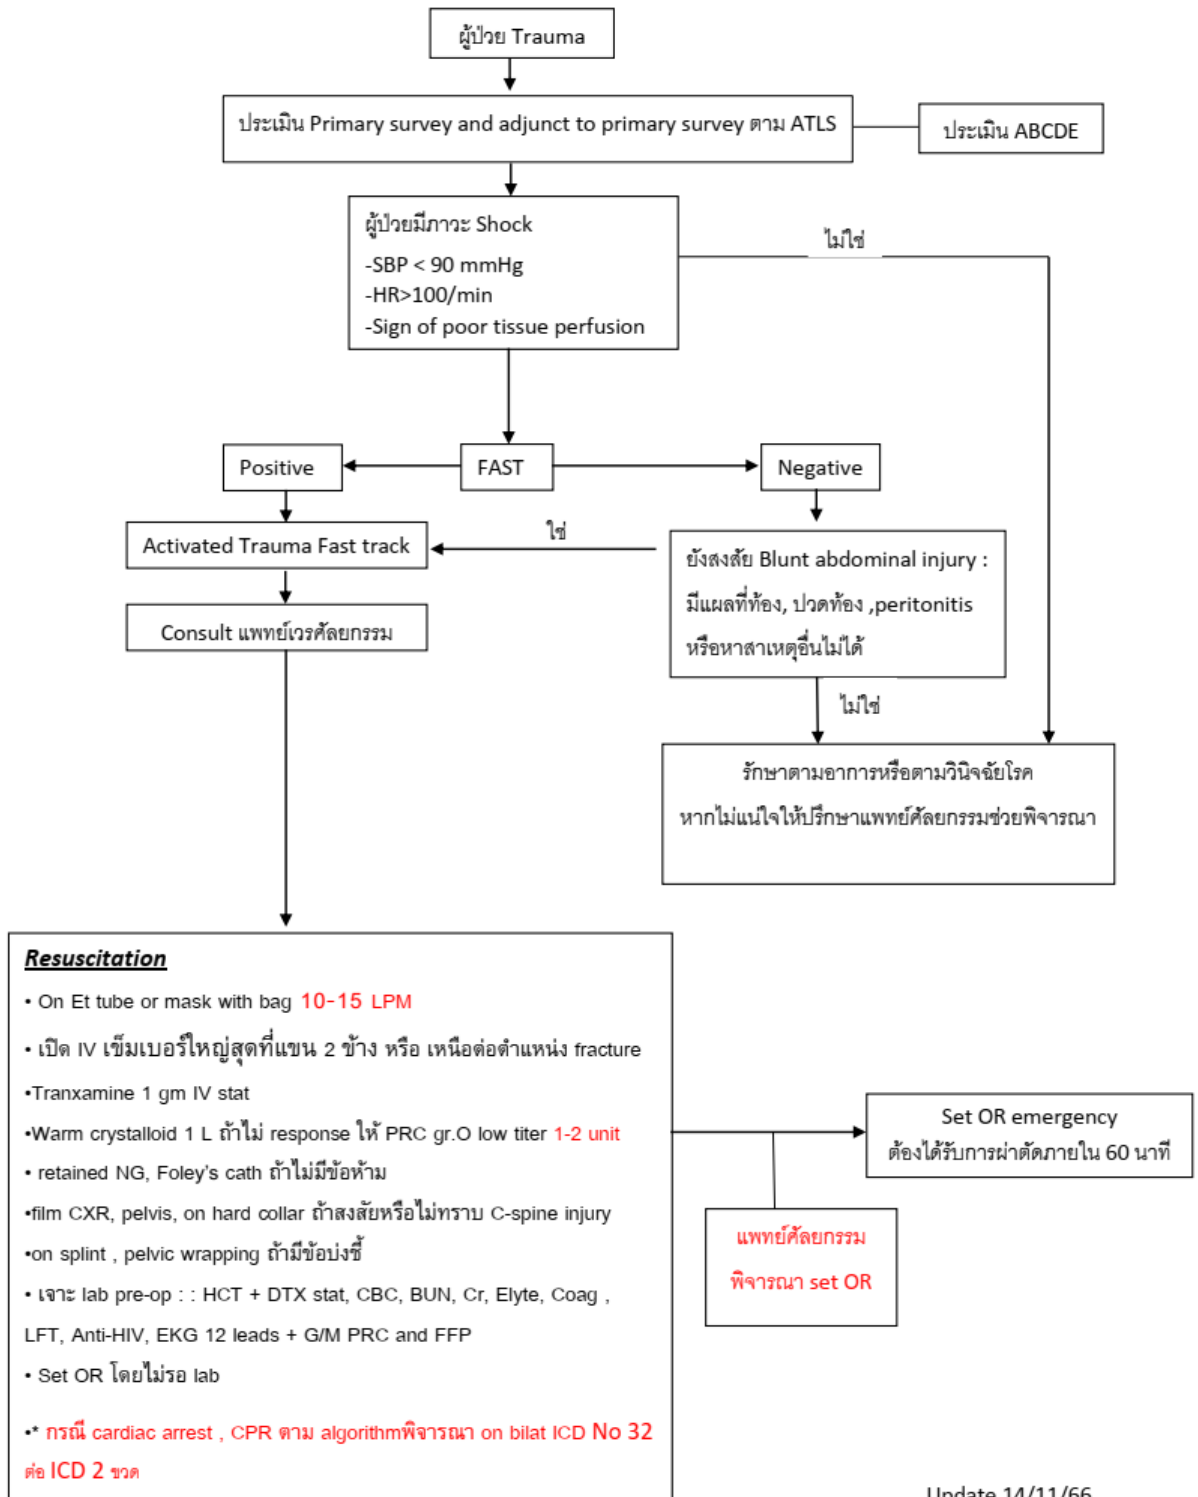 ผู้ป่วย Trauma
ประเมิน Primary survey and adjunct to primary survey ตาม ATLS
ประเมิน ABCDE
ผู้ป่วยมีภาวะ Shock
-SBP < 90 mmHg
-HR>100/min
-Sign of poor tissue perfusion
ไม่ใช่
Positive
FAST
Negative
Activated Trauma Fast track
ใช่
ยังสงสัย Blunt abdominal injury :
มีแผลที่ท้อง, ปวดท้อง ,peritonitis
หรือหาสาเหตุอื่นไม่ได้
Consult แพทย์เวรศัลยกรรม
ไม่ใช่
รักษาตามอาการหรือตามวินิจฉัยโรค
หากไม่แน่ใจให้ปรึกษาแพทย์ศัลยกรรมช่วยพิจารณา
Resuscitation
• On Et tube or mask with bag 10-15 LPM
• เปิด IV เข็มเบอร์ใหญ่สุดที่แขน 2 ข้าง หรือ เหนือต่อตำแหน่ง fracture
•Tranxamine 1 gm IV stat
•Warm crystalloid 1 L ถ้าไม่ response ให้ PRC gr.O low titer 1-2 unit
• retained NG, Foley's cath ถ้าไม่มีข้อห้าม
•film CXR, pelvis, on hard collar ถ้าสงสัยหรือไม่ทราบ C-spine injury
•on splint , pelvic wrapping ถ้ามีข้อบ่งชี้
• เจาะ lab pre-op : : HCT + DTX stat, CBC, BUN, Cr, Elyte, Coag ,
LFT, Anti-HIV, EKG 12 leads + G/M PRC and FFP
• Set OR โดยไม่รอ lab
•* กรณี cardiac arrest , CPR ตาม algorithmพิจารณา on bilat ICD No 32
ต่อ ICD 2 ขวด
Set OR emergency
ต้องได้รับการผ่าตัดภายใน 60 นาที
แพทย์ศัลยกรรม
พิจารณา set OR
Update 14/11/66